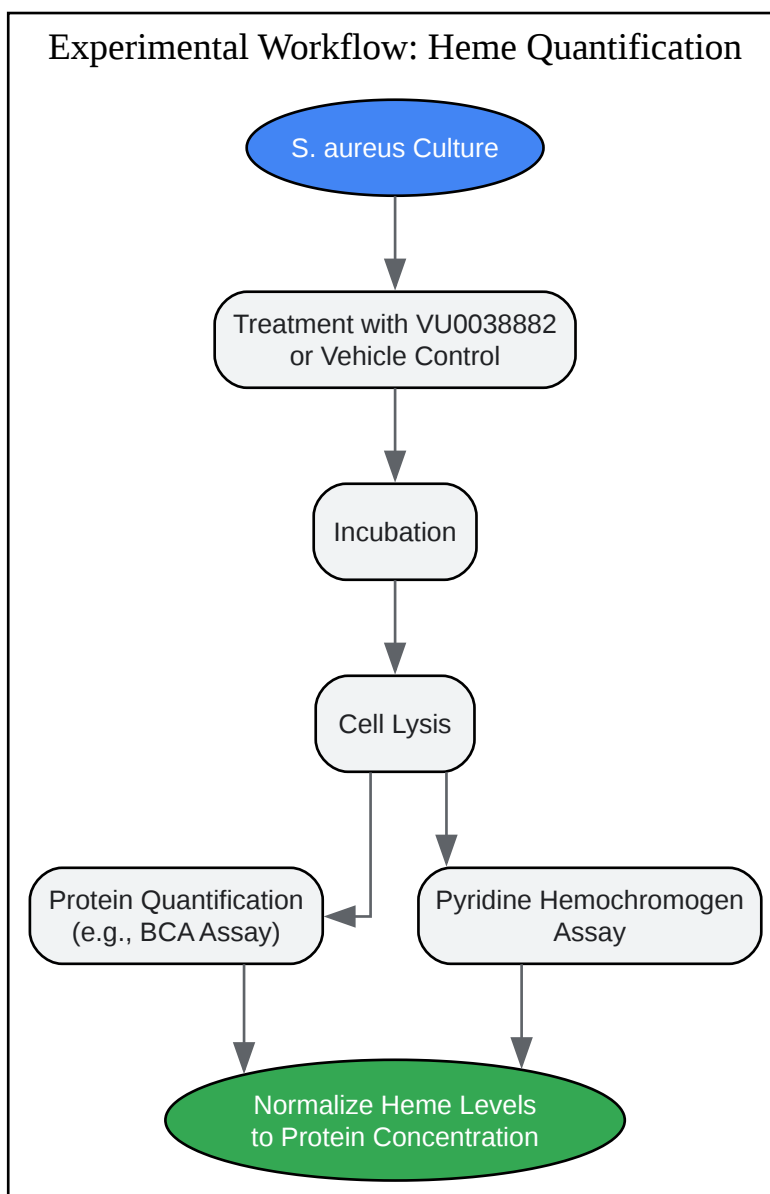 Experimental Workflow: Heme Quantification
S. aureus Culture
Treatment with VU0038882
or Vehicle Control
Incubation
Cell Lysis
Protein Quantification
(e.g., BCA Assay)
Pyridine Hemochromogen
Assay
Normalize Heme Levels
to Protein Concentration